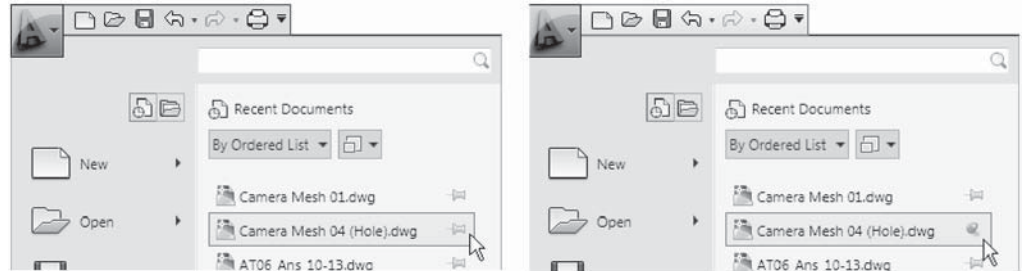 Recent Documents
By Ordered List
New
Camera Mesh 01.dwg
Open
Camera Mesh 04 (Hole).dwg
AT06 Ans 10-13.dwg
Recent Documents
By Ordered List
New
Camera Mesh 01.dwg
Open
Camera Mesh 04 (Hole).dwg
AT06 Ans 10-13.dwg